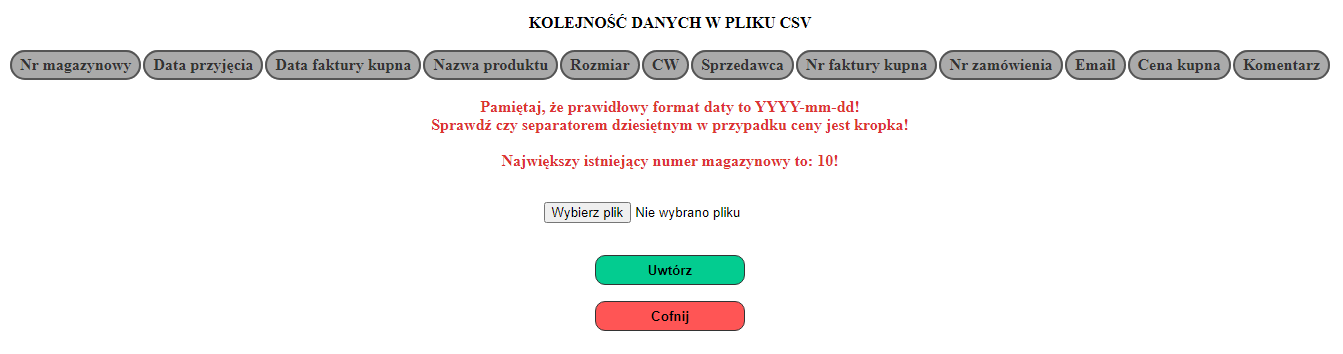 KOLEJNOŚĆ DANYCH W PLIKU CSV
Nr magazynowy Data przyjęcia Data faktury kupna Nazwa produktu Rozmiar CW Sprzedawca Nr faktury kupna Nr zamówienia Email Cena kupna Komentarz
Pamiętaj, że prawidłowy format daty to YYYY-mm-dd!
Sprawdź czy separatorem dziesiętnym w przypadku ceny jest kropka!
Największy istniejący numer magazynowy to: 10!
Wybierz plik Nie wybrano pliku
Uwtórz
Cofnij